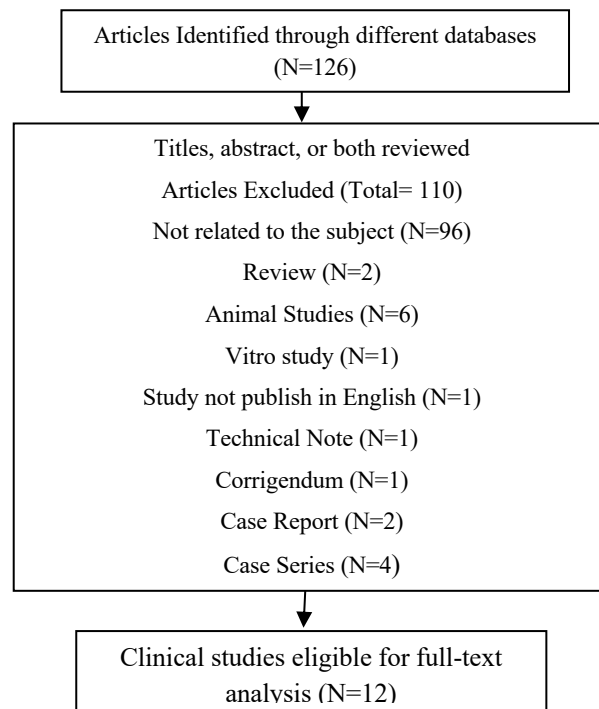 Articles Identified through different databases
(N=126)
Titles, abstract, or both reviewed
Articles Excluded (Total= 110)
Not related to the subject (N=96)
Review (N=2)
Animal Studies (N=6)
Vitro study (N=1)
Study not publish in English (N=1)
Technical Note (N=1)
Corrigendum (N=1)
Case Report (N=2)
Case Series (N=4)
Clinical studies eligible for full-text
analysis (N=12)